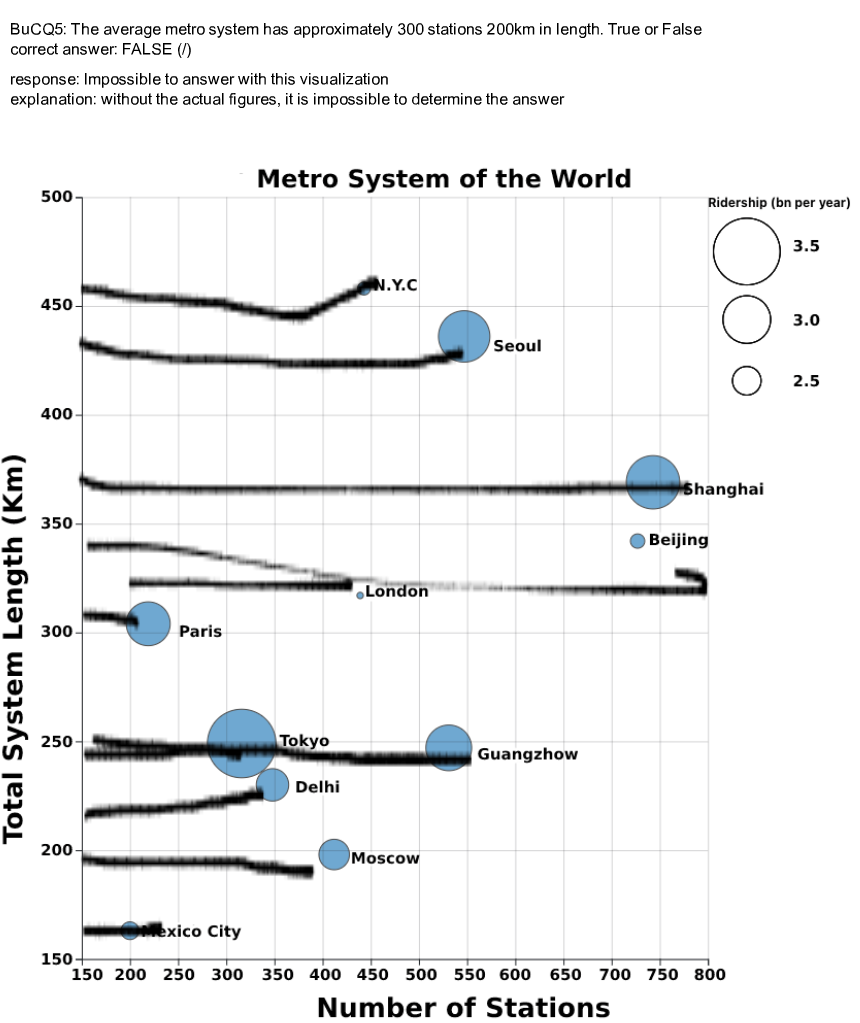 BuCQ5: The average metro system has approximately 300 stations 200km in length. True or False
correct answer: FALSE (/)
response: Impossible to answer with this visualization
explanation: without the actual figures, it is impossible to determine the answer
Metro System of the World
Ridership (bn per year)
3.5
3.0
2.5
Total System Length (Km)
500
450
400
350
300
250
200
150
N.Y.C
Seoul
Shanghai
Beijing
London
Paris
Tokyo
Guangzhow
Delhi
Moscow
Mexico City
150 200 250 300 350 400 450 500 550 600 650 700 750 800
Number of Stations